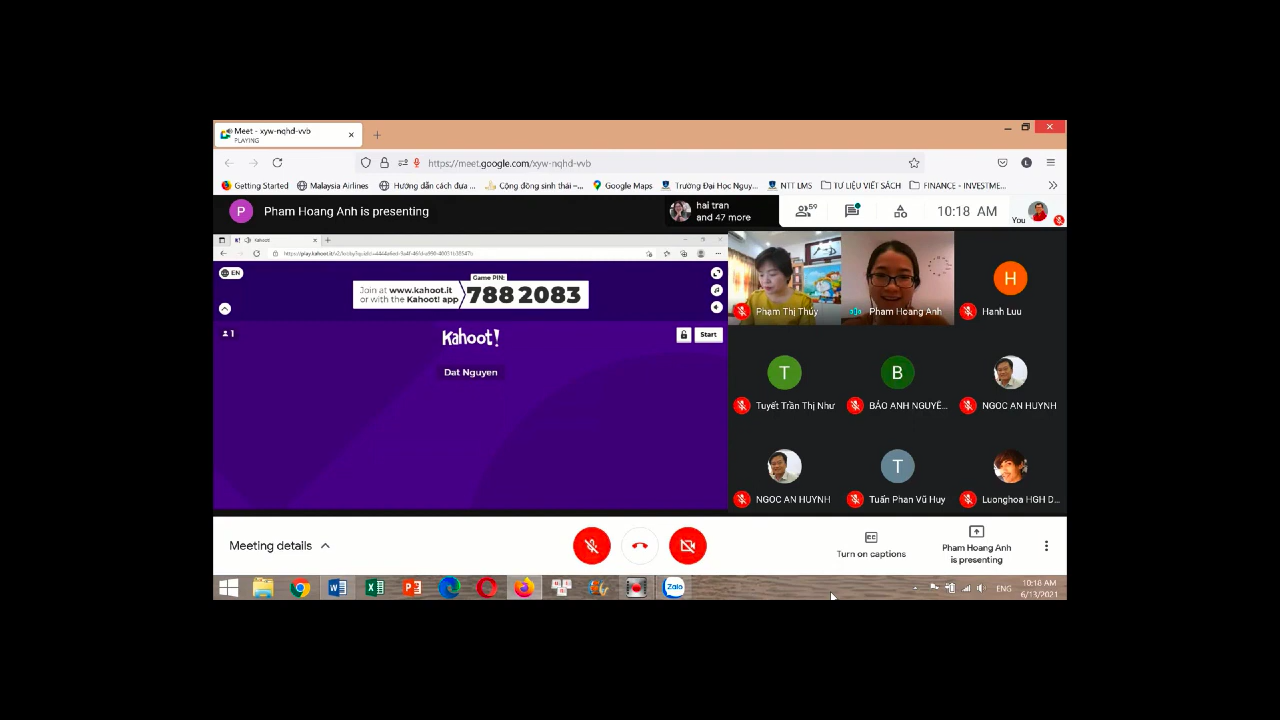 Meet - xyw-nqhd-vvb
PLAYING
https://meet.google.com/xyw-nqhd-vvb
Getting Started
Malaysia Airlines
Hướng dẫn cách đưa ...
Cộng đồng sinh thái –...
Google Maps
Trường Đại Học Nguy...
NTT LMS
TƯ LIỆU VIẾT SÁCH
FINANCE - INVESTME...
P
Pham Hoang Anh is presenting
hai tran
and 47 more
59
10:18 AM
You
Kahoot!
EN
Game PIN:
Join at www.kahoot.it
or with the Kahoot! app
788 2083
1
Kahoot!
Start
Dat Nguyen
Phạm Thị Thúy
Pham Hoang Anh
H
Hanh Luu
T
Tuyết Trần Thị Như
B
BẢO ANH NGUYỄ...
NGOC AN HUYNH
NGOC AN HUYNH
T
Tuấn Phan Vũ Huy
Luonghoa HGH D...
Meeting details
CC
Turn on captions
Pham Hoang Anh
is presenting
Zalo
ENG
10:18 AM
6/13/2021